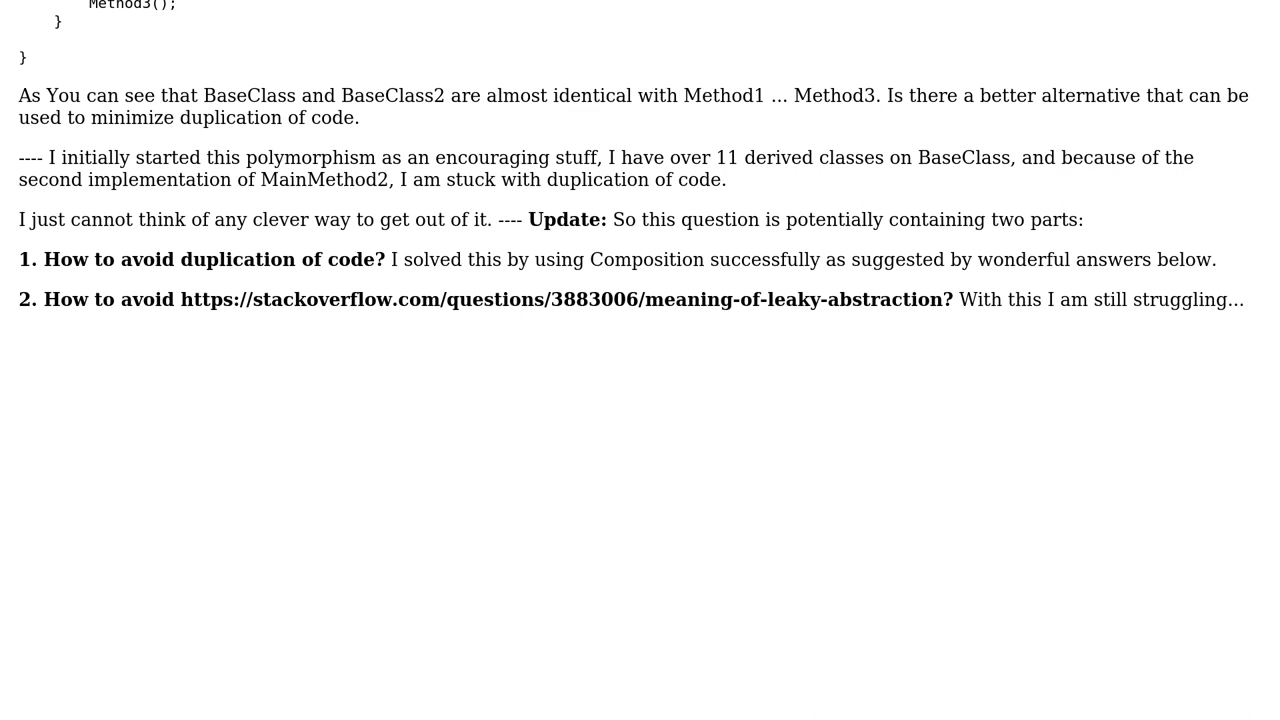 Method3();
}
}
As You can see that BaseClass and BaseClass2 are almost identical with Method1 ... Method3. Is there a better alternative that can be
used to minimize duplication of code.
---- I initially started this polymorphism as an encouraging stuff, I have over 11 derived classes on BaseClass, and because of the
second implementation of MainMethod2, I am stuck with duplication of code.
I just cannot think of any clever way to get out of it. ---- Update: So this question is potentially containing two parts:
1. How to avoid duplication of code? I solved this by using Composition successfully as suggested by wonderful answers below.
2. How to avoid https://stackoverflow.com/questions/3883006/meaning-of-leaky-abstraction? With this I am still struggling...